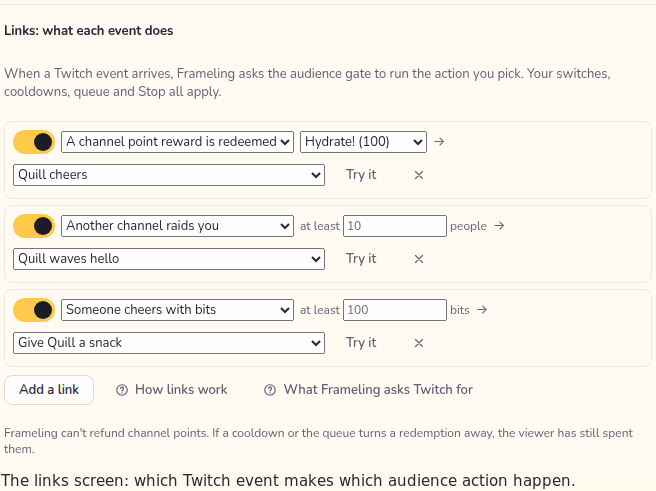 Links: what each event does
When a Twitch event arrives, Frameling asks the audience gate to run the action you pick. Your switches,
cooldowns, queue and Stop all apply.
A channel point reward is redeemed Hydrate! (100) →
Quill cheers Try it ×
Another channel raids you at least 10 people →
Quill waves hello Try it ×
Someone cheers with bits at least 100 bits →
Give Quill a snack Try it ×
Add a link How links work What Frameling asks Twitch for
Frameling can't refund channel points. If a cooldown or the queue turns a redemption away, the viewer has still spent
them.
The links screen: which Twitch event makes which audience action happen.